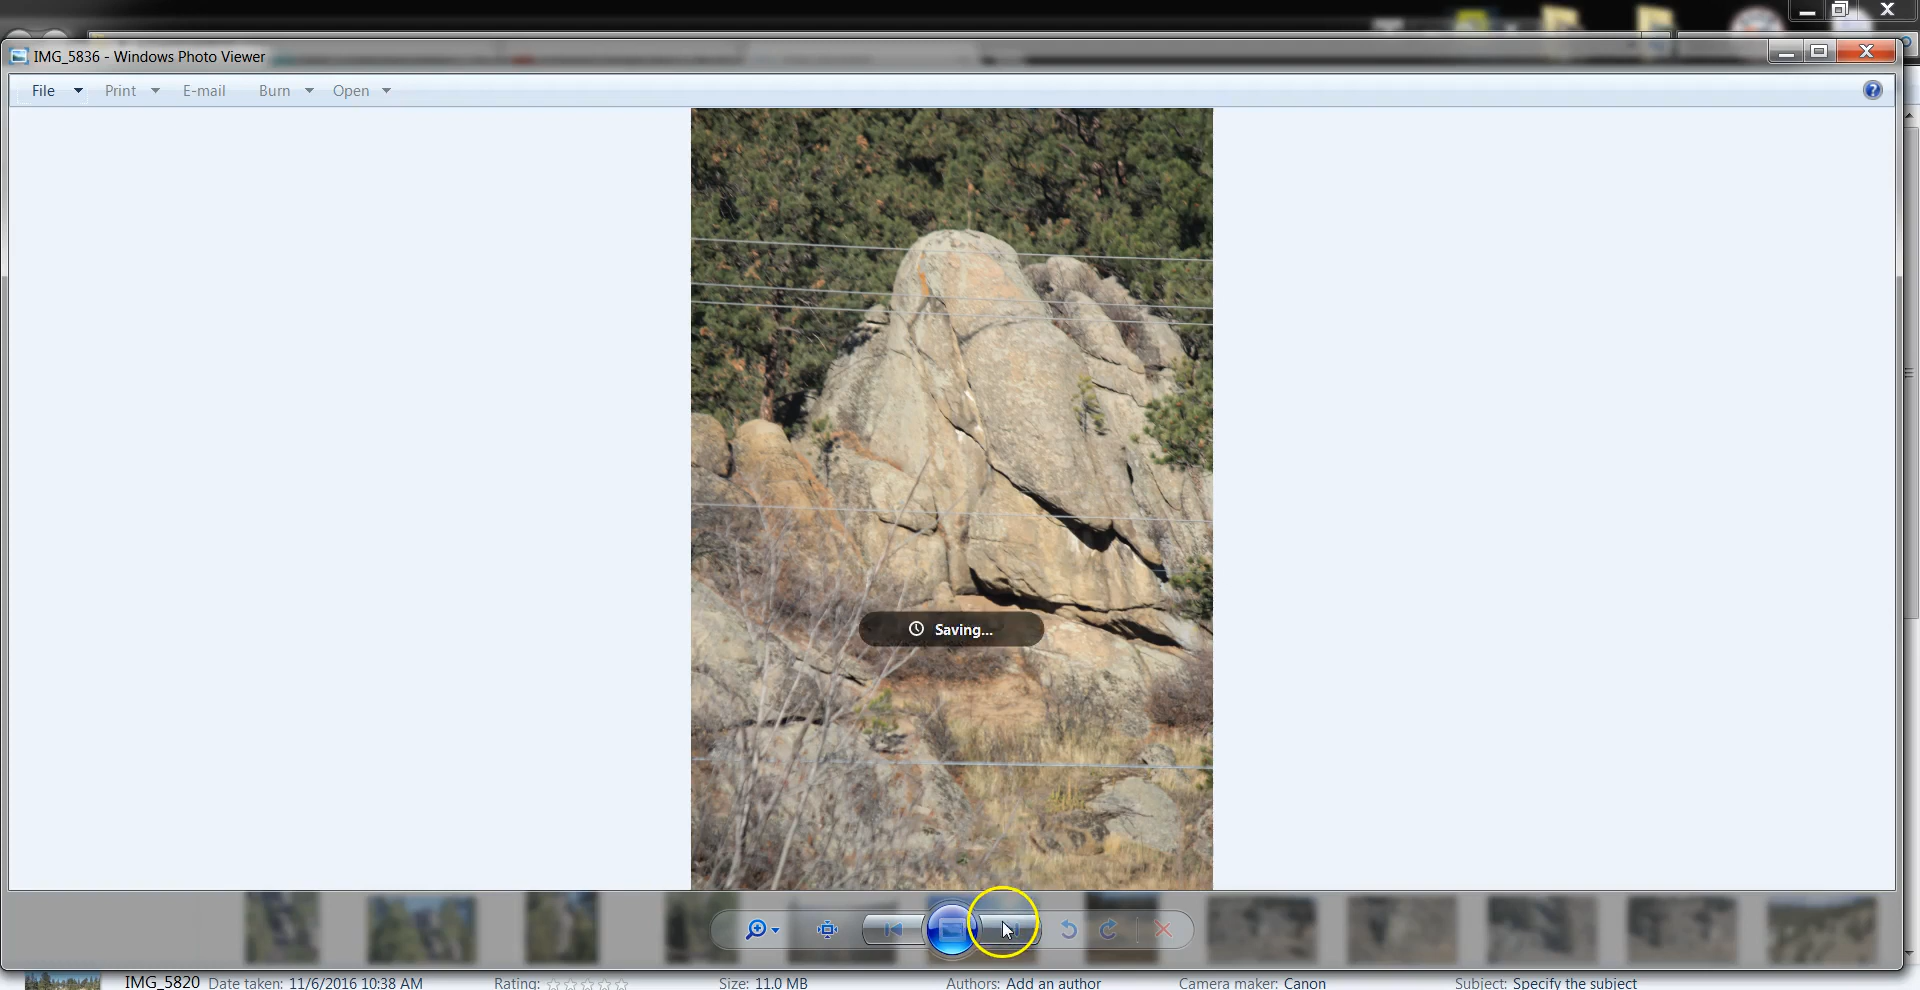 IMG_5836 - Windows Photo Viewer
File Print E-mail Burn Open
Saving...
IMG_5820 Date taken: 11/6/2016 10:38 AM Rating: Size: 11.0 MB Authors: Add an author Camera maker: Canon Subject: Specify the subject